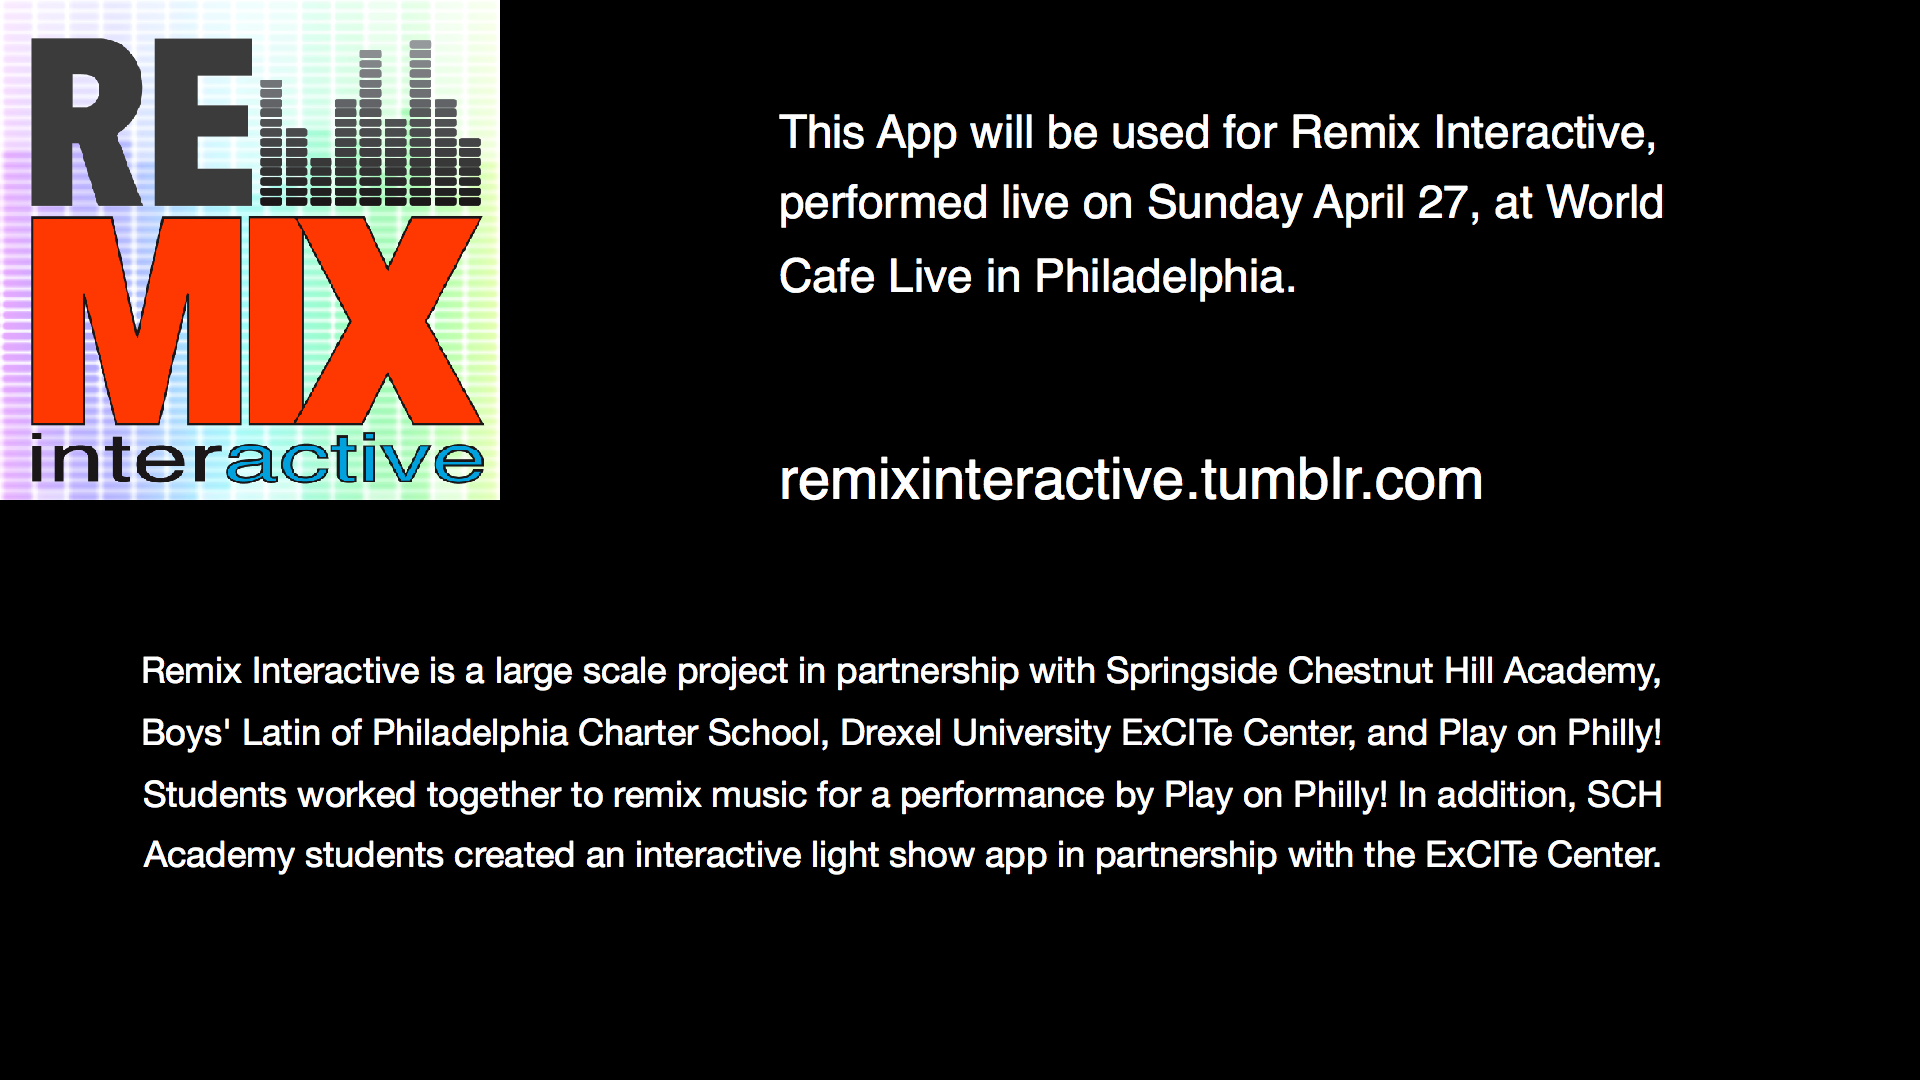 RE
MIX
interactive
This App will be used for Remix Interactive,
performed live on Sunday April 27, at World
Cafe Live in Philadelphia.
remixinteractive.tumblr.com
Remix Interactive is a large scale project in partnership with Springside Chestnut Hill Academy,
Boys' Latin of Philadelphia Charter School, Drexel University ExCITe Center, and Play on Philly!
Students worked together to remix music for a performance by Play on Philly! In addition, SCH
Academy students created an interactive light show app in partnership with the ExCITe Center.